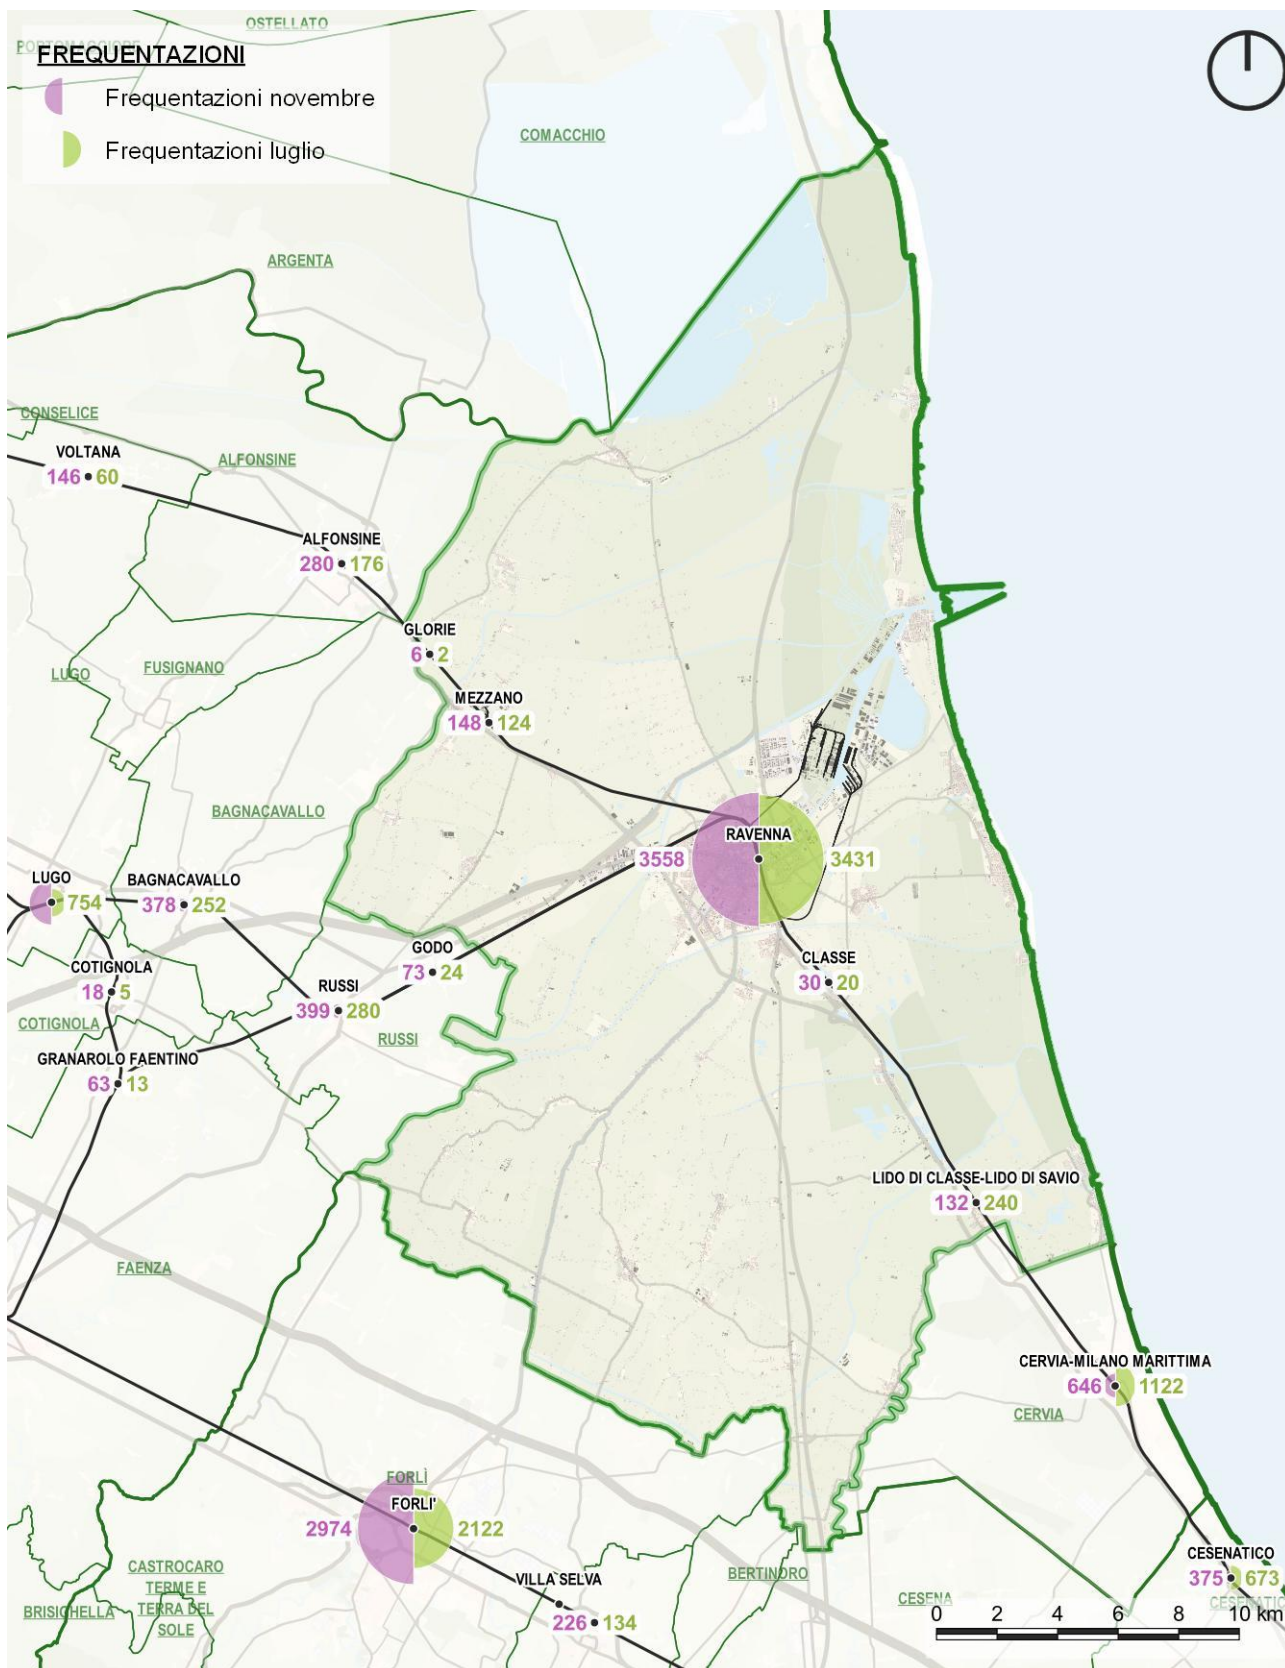 OSTELLATO
PORTOMAGGIORE
FREQUENTAZIONI
Frequentazioni novembre
Frequentazioni luglio
COMACCHIO
ARGENTA
CONSELICE
VOLTANA
146 60
ALFONSINE
ALFONSINE
280 176
GLORIE
6 2
LUGO
FUSIGNANO
MEZZANO
148 124
BAGNACAVALLO
RAVENNA
3558 3431
LUGO
754
BAGNACAVALLO
378 252
GODO
73 24
CLASSE
30 20
COTIGNOLA
18 5
RUSSI
399 280
COTIGNOLA
RUSSI
GRANAROLO FAENTINO
63 13
LIDO DI CLASSE-LIDO DI SAVIO
132 240
FAENZA
CERVIA-MILANO MARITTIMA
646 1122
CERVIA
FORLÌ
FORLI'
2974 2122
CESENATICO
375 673
CESENATIC
VILLA SELVA
226 134
BERTINORO
CESENA
CASTROCARO
TERME E
TERRA DEL
SOLE
BRISIGHELLA
0 2 4 6 8 10 km